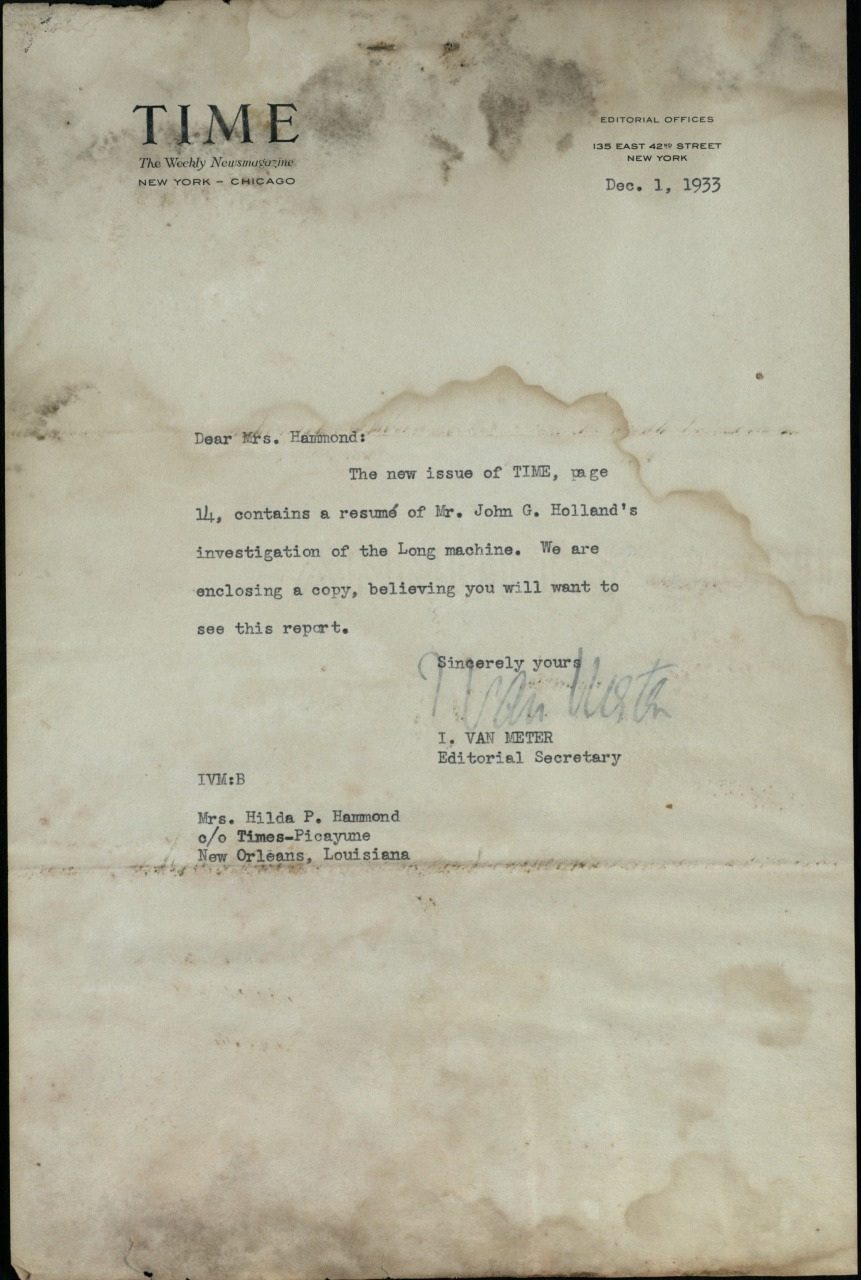 TIME
The Weekly Newsmagazine
NEW YORK – CHICAGO
EDITORIAL OFFICES
135 EAST 42ND STREET
NEW YORK
Dec. 1, 1933
Dear Mrs. Hammond:
The new issue of TIME, page
14, contains a resumé of Mr. John G. Holland's
investigation of the Long machine. We are
enclosing a copy, believing you will want to
see this report.
Sincerely yours
I Van Meter
I. VAN METER
Editorial Secretary
IVM:B
Mrs. Hilda P. Hammond
c/o Times-Picayune
New Orleans, Louisiana